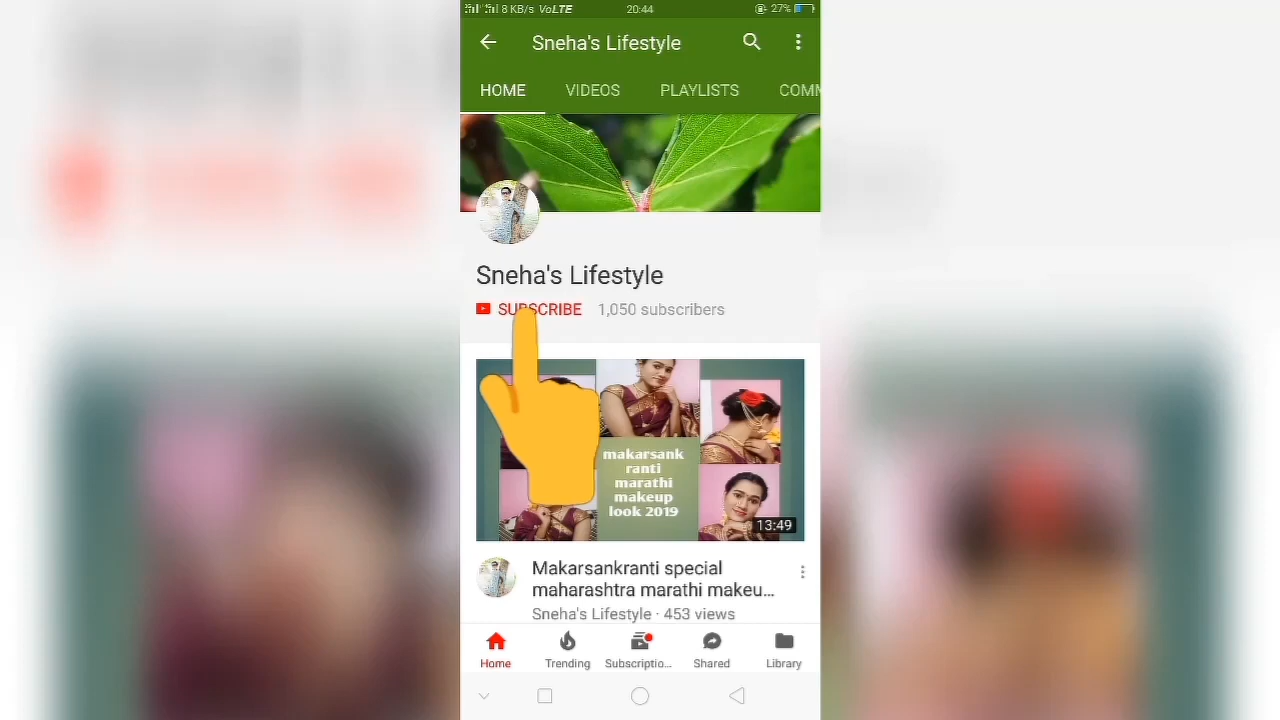 8 KB/s VoLTE 20:44 27%
Sneha's Lifestyle
HOME VIDEOS PLAYLISTS COMM
Sneha's Lifestyle
SUBSCRIBE 1,050 subscribers
makarsank
ranti
marathi
makeup
look 2019
13:49
Makarsankranti special
maharashtra marathi makeu...
Sneha's Lifestyle · 453 views
Home Trending Subscriptio... Shared Library